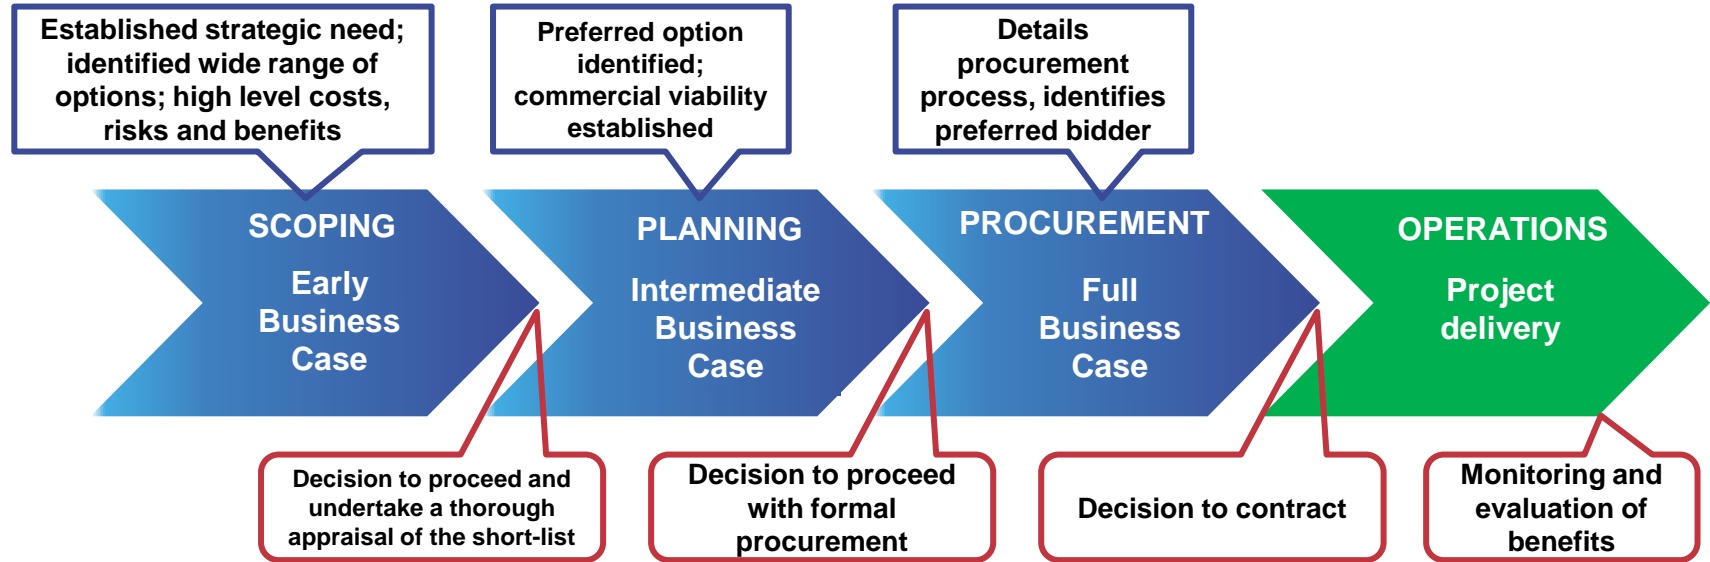 Established strategic need;
identified wide range of
options; high level costs,
risks and benefits
Preferred option
identified;
commercial viability
established
Details
procurement
process, identifies
preferred bidder
SCOPING
Early
Business
Case
PLANNING
Intermediate
Business
Case
PROCUREMENT
Full
Business
Case
OPERATIONS
Project
delivery
Decision to proceed and
undertake a thorough
appraisal of the short-list
Decision to proceed
with formal
procurement
Decision to contract
Monitoring and
evaluation of
benefits